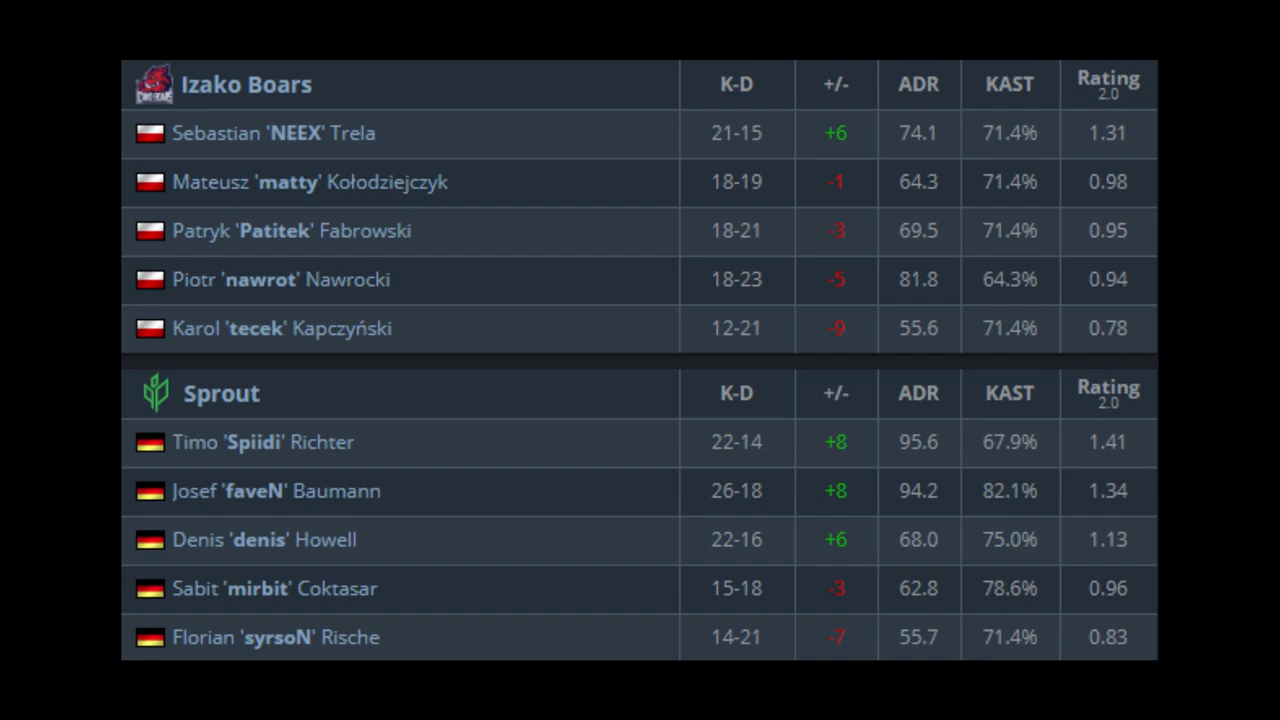 Izako Boars K-D +/- ADR KAST Rating 2.0
Sebastian 'NEEX' Trela 21-15 +6 74.1 71.4% 1.31
Mateusz 'matty' Kołodziejczyk 18-19 -1 64.3 71.4% 0.98
Patryk 'Patitek' Fabrowski 18-21 -3 69.5 71.4% 0.95
Piotr 'nawrot' Nawrocki 18-23 -5 81.8 64.3% 0.94
Karol 'tecek' Kapczyński 12-21 -9 55.6 71.4% 0.78
Sprout K-D +/- ADR KAST Rating 2.0
Timo 'Spiidi' Richter 22-14 +8 95.6 67.9% 1.41
Josef 'faveN' Baumann 26-18 +8 94.2 82.1% 1.34
Denis 'denis' Howell 22-16 +6 68.0 75.0% 1.13
Sabit 'mirbit' Coktasar 15-18 -3 62.8 78.6% 0.96
Florian 'syrsoN' Rische 14-21 -7 55.7 71.4% 0.83